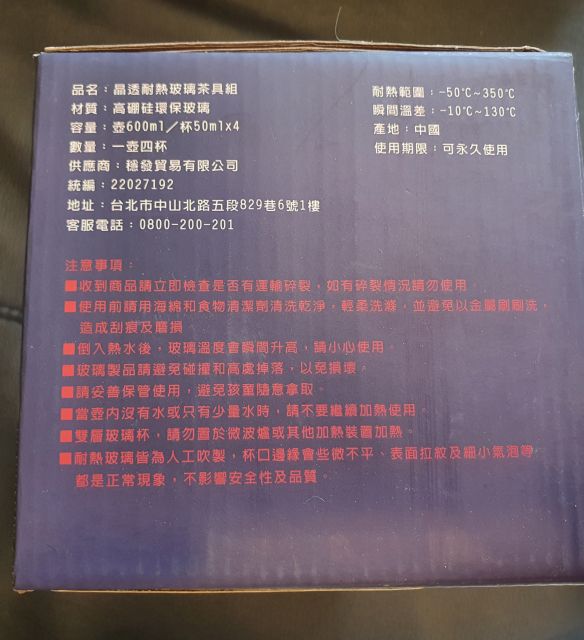 品名：晶透耐熱玻璃茶具組
材質：高硼硅環保玻璃
容量：壺600ml／杯50mlx4
數量：一壺四杯
供應商：穩發貿易有限公司
統編：22027192
地址：台北市中山北路五段829巷6號1樓
客服電話：0800-200-201
耐熱範圍：-50℃~350℃
瞬間溫差：-10℃~130℃
產地：中國
使用期限：可永久使用
注意事項：
■收到商品請立即檢查是否有運輸碎裂，如有碎裂情況請勿使用。
■使用前請用海綿和食物清潔劑清洗乾淨，輕柔洗滌，並避免以金屬刷刷洗，
造成刮痕及磨損。
■倒入熱水後，玻璃溫度會瞬間升高，請小心使用。
■玻璃製品請避免碰撞和高處掉落，以免損壞。
■請妥善保管使用，避免孩童隨意拿取。
■當壺內沒有水或只有少量水時，請不要繼續加熱使用。
■雙層玻璃杯，請勿置於微波爐或其他加熱裝置加熱。
■耐熱玻璃皆為人工吹製，杯口邊緣會些微不平、表面拉紋及細小氣泡等
都是正常現象，不影響安全性及品質。